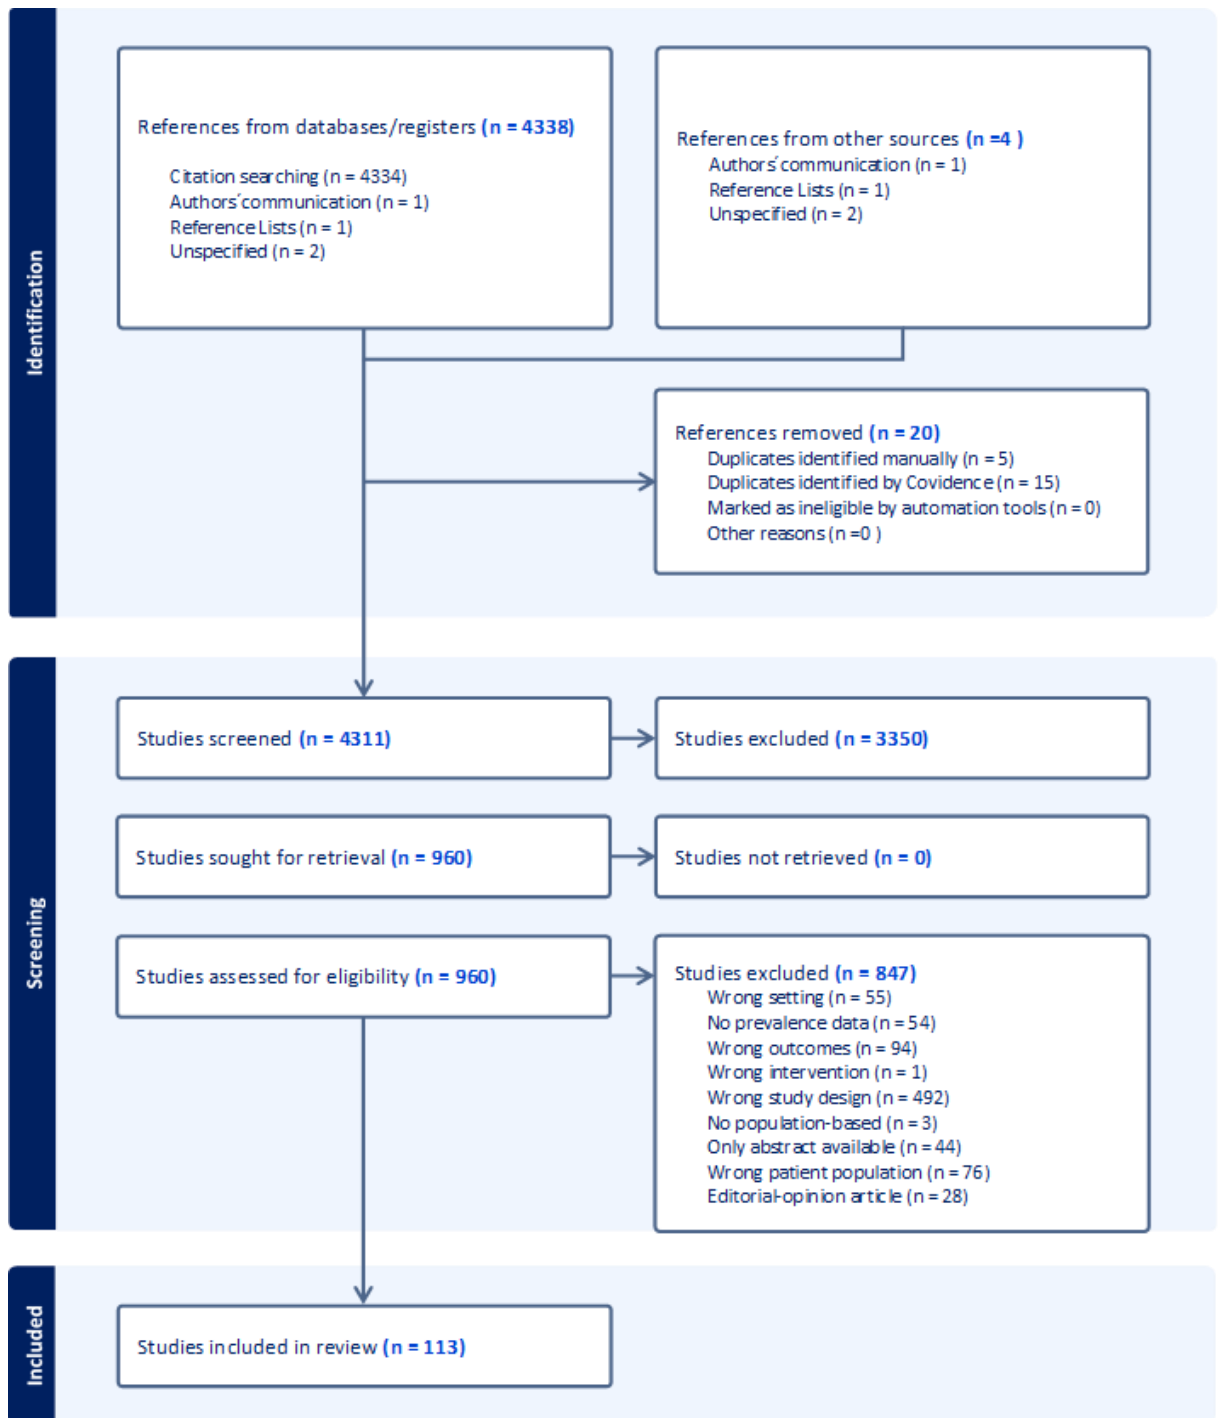 Identification
References from databases/registers (n = 4338)
Citation searching (n = 4334)
Authors´communication (n = 1)
Reference Lists (n = 1)
Unspecified (n = 2)
References from other sources (n =4 )
Authors´communication (n = 1)
Reference Lists (n = 1)
Unspecified (n = 2)
References removed (n = 20)
Duplicates identified manually (n = 5)
Duplicates identified by Covidence (n = 15)
Marked as ineligible by automation tools (n = 0)
Other reasons (n =0 )
Screening
Studies screened (n = 4311)
Studies excluded (n = 3350)
Studies sought for retrieval (n = 960)
Studies not retrieved (n = 0)
Studies assessed for eligibility (n = 960)
Studies excluded (n = 847)
Wrong setting (n = 55)
No prevalence data (n = 54)
Wrong outcomes (n = 94)
Wrong intervention (n = 1)
Wrong study design (n = 492)
No population-based (n = 3)
Only abstract available (n = 44)
Wrong patient population (n = 76)
Editorial-opinion article (n = 28)
Included
Studies included in review (n = 113)